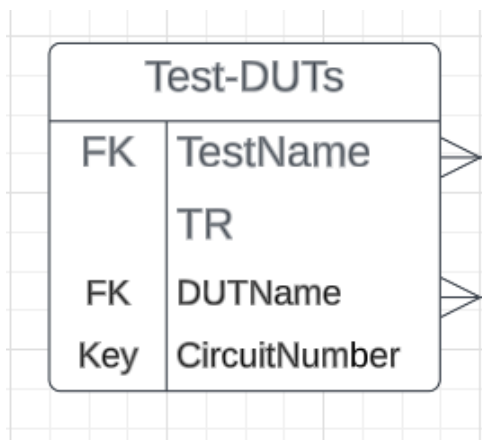 Test-DUTs
FK TestName
TR
FK DUTName
Key CircuitNumber